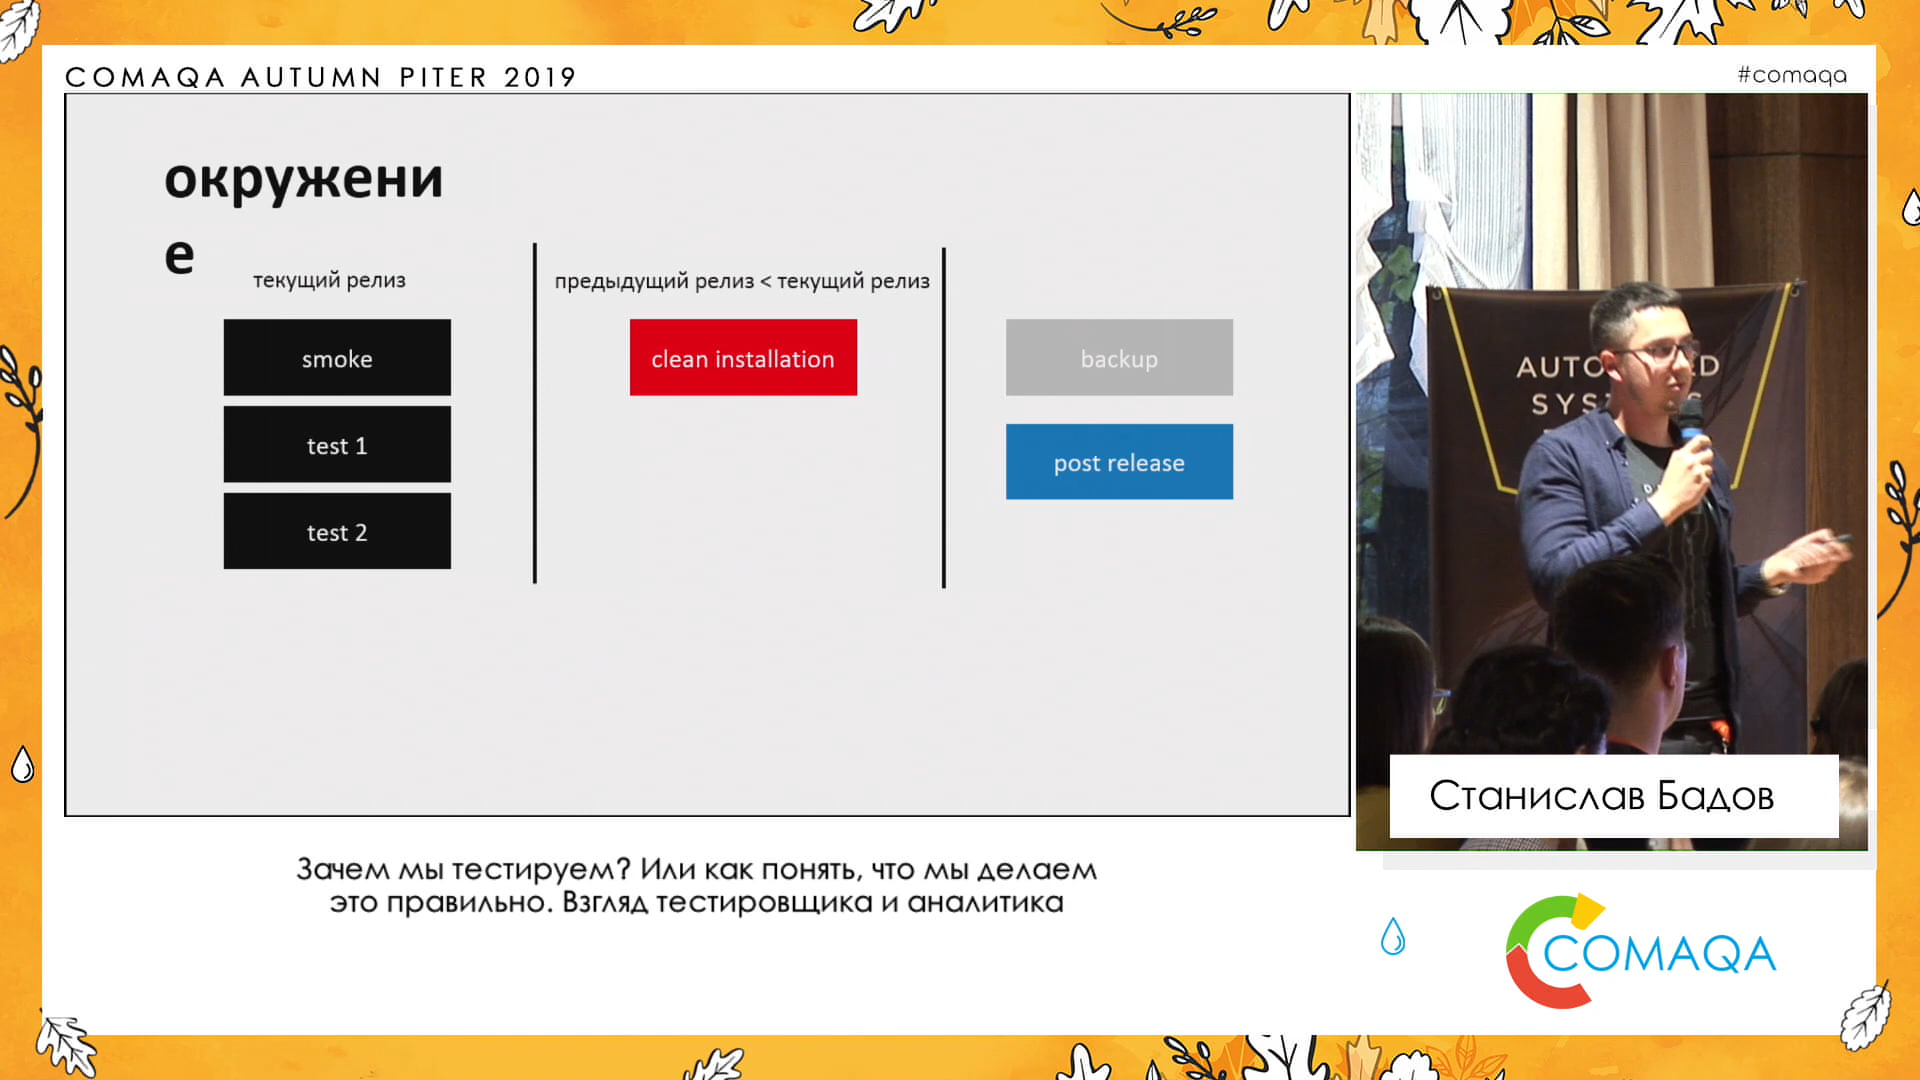 COMAQA AUTUMN PITER 2019
#comaqa
окружени
е
текущий релиз
предыдущий релиз < текущий релиз
smoke
clean installation
backup
test 1
post release
test 2
Станислав Бадов
Зачем мы тестируем? Или как понять, что мы делаем
это правильно. Взгляд тестировщика и аналитика
COMAQA